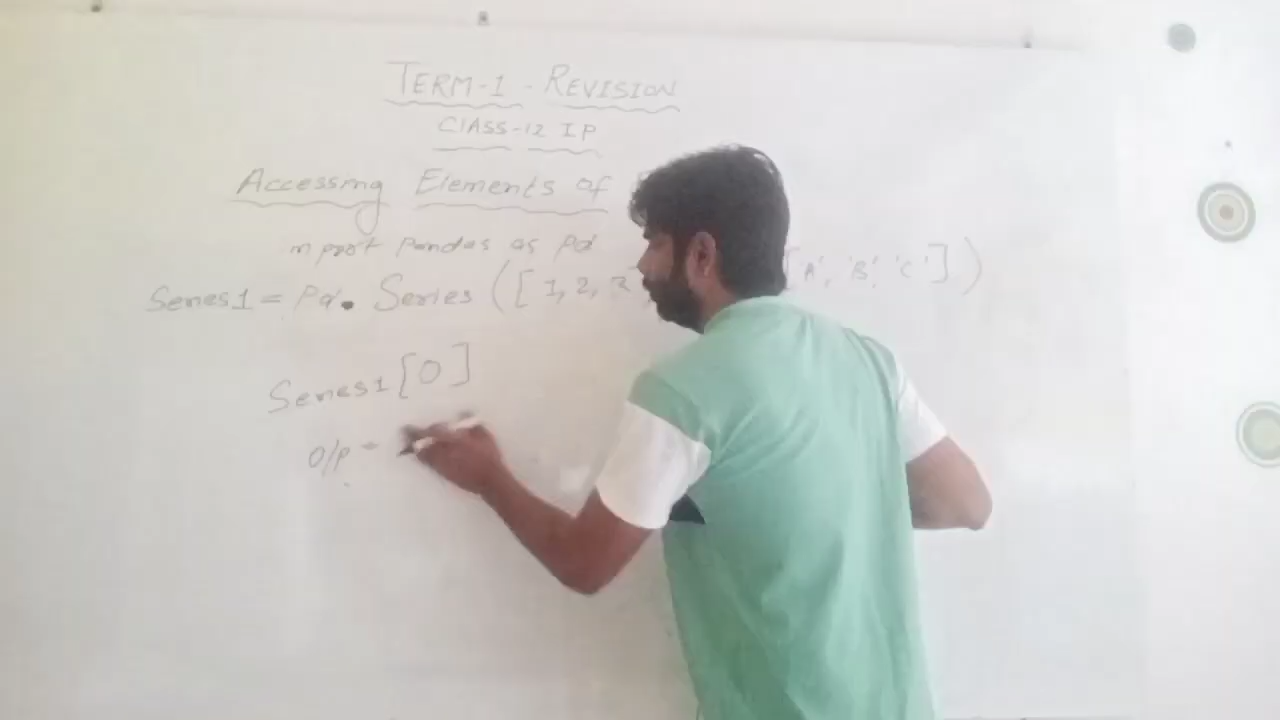 TERM-1 - REVISION
CLASS-12 IP
Accessing Elements of
mprot Pandas as Pd
Series1 = Pd. Series ([ 1, 2, 3 [ 'A', 'B', 'C' ] )
Series1 [0]
O/P =